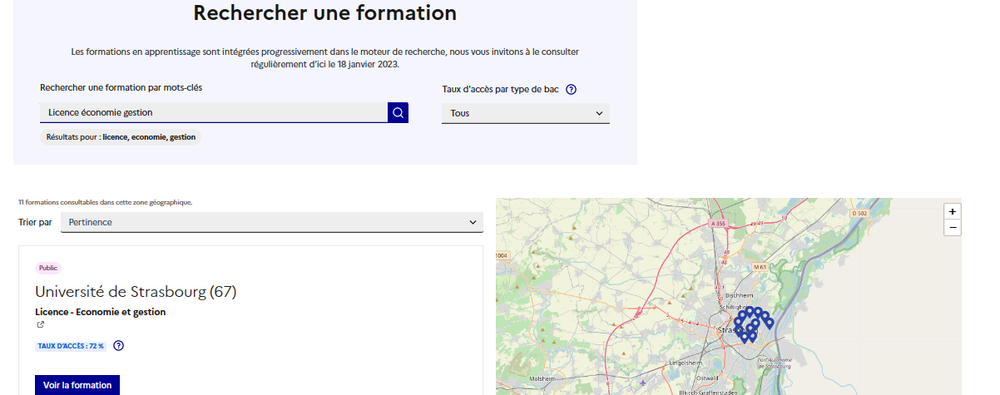 Rechercher une formation
Les formations en apprentissage sont intégrées progressivement dans le moteur de recherche, nous vous invitons à le consulter
régulièrement d'ici le 18 janvier 2023.
Rechercher une formation par mots-clés
Taux d'accès par type de bac ?
Licence économie gestion
Tous
Résultats pour : licence, economie, gestion
11 formations consultables dans cette zone géographique.
Trier par
Pertinence
Public
Université de Strasbourg (67)
Licence - Economie et gestion
TAUX D'ACCÈS : 72 % ?
Voir la formation
+
−
D 502
A 355
1004
M 63
Bischheim
Port Autonome
de Strasbourg
Lingolsheim
Ostwald
Molsheim
Illkirch-Graffenstaden